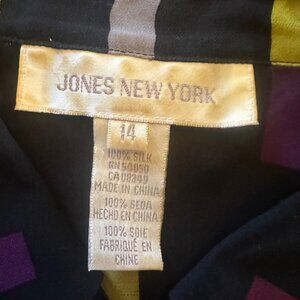 JONES NEW YORK
14
100% SILK
RN 54050
CA 08349
MADE IN CHINA
100% SEDA
HECHO EN CHINA
100% SOIE
FABRIQUÉ EN
CHINE